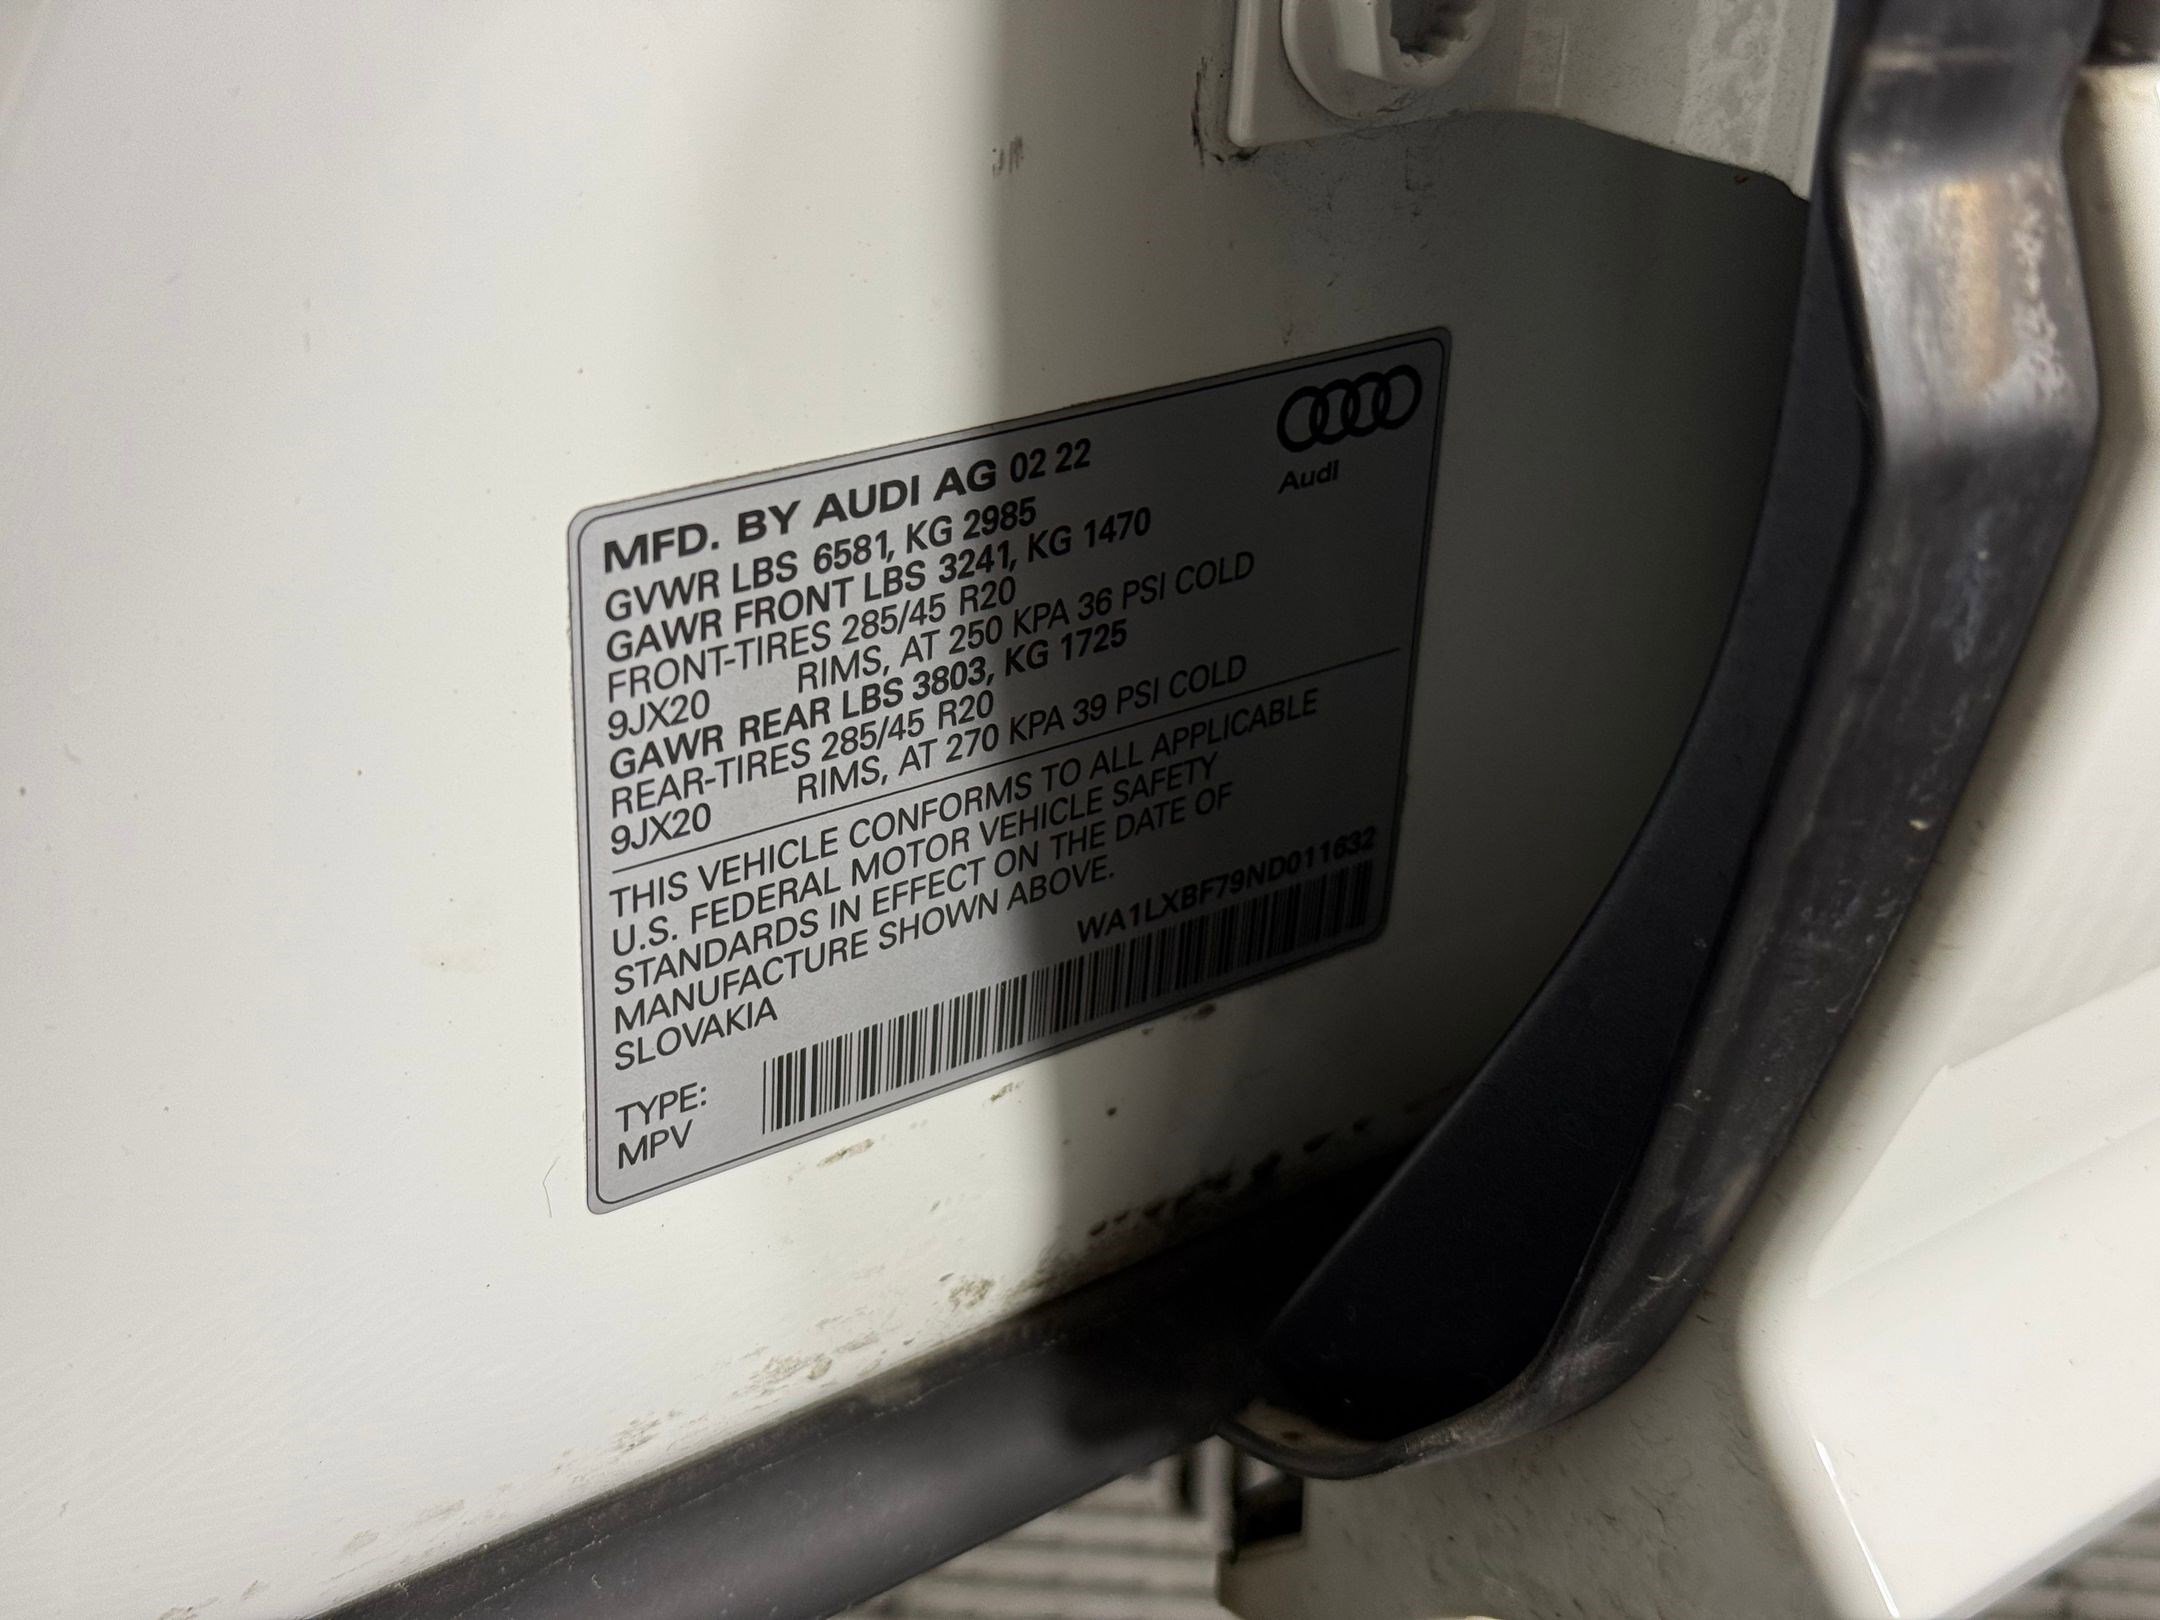 MFD. BY AUDI AG 02 22
Audi
GVWR LBS 6581, KG 2985
GAWR FRONT LBS 3241, KG 1470
FRONT-TIRES 285/45 R20
9JX20 RIMS, AT 250 KPA 36 PSI COLD
GAWR REAR LBS 3803, KG 1725
REAR-TIRES 285/45 R20
9JX20 RIMS, AT 270 KPA 39 PSI COLD
THIS VEHICLE CONFORMS TO ALL APPLICABLE
U.S. FEDERAL MOTOR VEHICLE SAFETY
STANDARDS IN EFFECT ON THE DATE OF
MANUFACTURE SHOWN ABOVE.
SLOVAKIA
WA1LXBF79ND011632
TYPE:
MPV